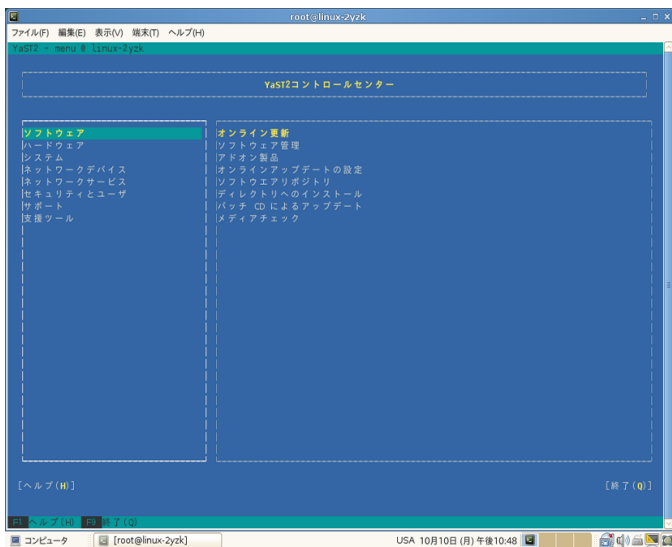 root@linux-2yzk
ファイル(F) 編集(E) 表示(V) 端末(T) ヘルプ(H)
YaST2 - menu @ linux-2yzk
YaST2コントロールセンター
ソフトウェア
ハードウェア
システム
ネットワークデバイス
ネットワークサービス
セキュリティとユーザ
サポート
支援ツール
オンライン更新
ソフトウェア管理
アドオン製品
オンラインアップデートの設定
ソフトウエアリポジトリ
ディレクトリへのインストール
パッチ CD によるアップデート
メディアチェック
[ヘルプ(H)] [終了(Q)]
F1 ヘルプ(H) F9 終了(Q)
コンピュータ [root@linux-2yzk] USA 10月10日 (月) 午後10:48